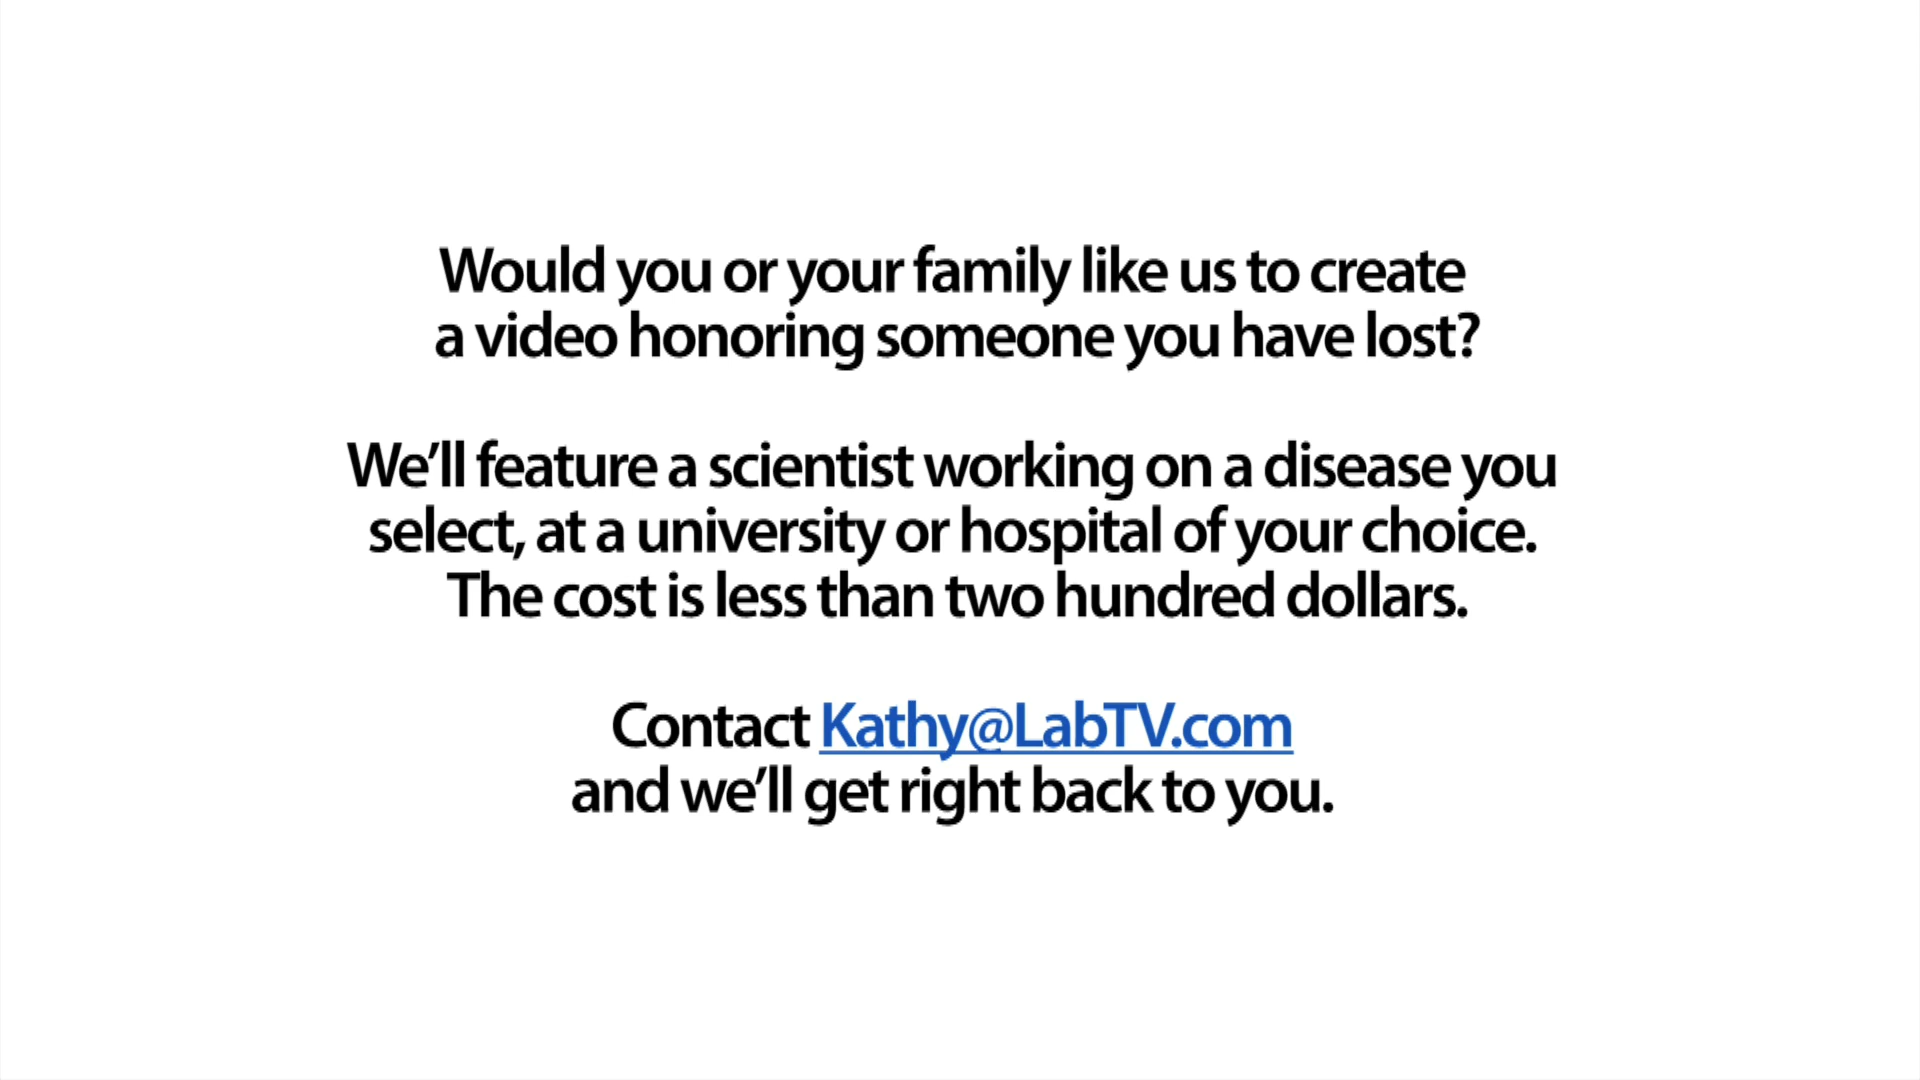 Would you or your family like us to create
a video honoring someone you have lost?
We’ll feature a scientist working on a disease you
select, at a university or hospital of your choice.
The cost is less than two hundred dollars.
Contact Kathy@LabTV.com
and we’ll get right back to you.